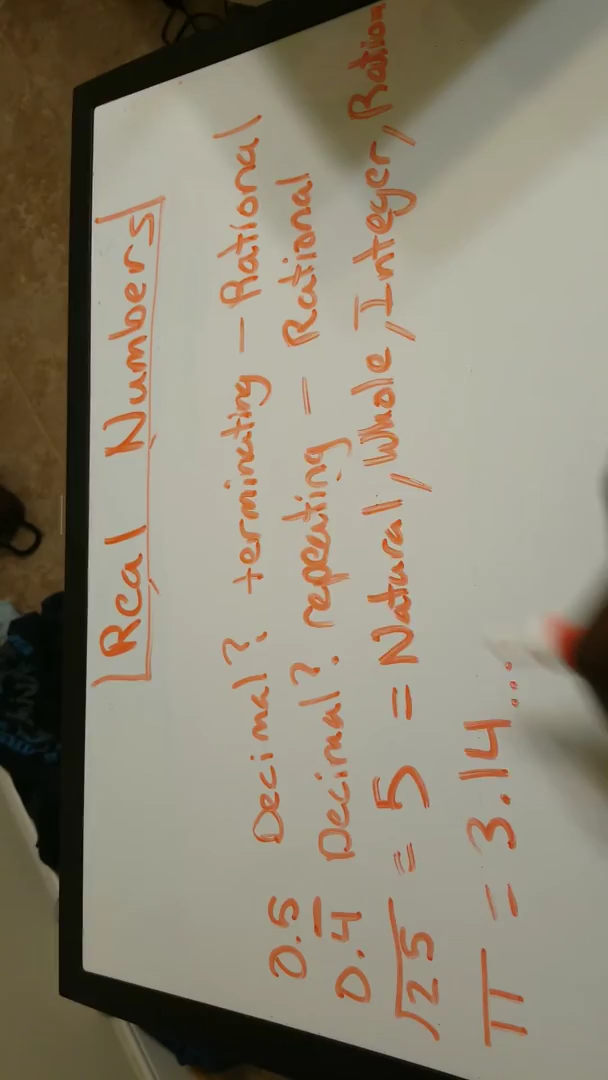 Real Numbers
0.5 Decimal? terminating - Rational
0.4̅ Decimal? repeating - Rational
√25 = 5 = Natural, Whole, Integer, Ration
π = 3.14...